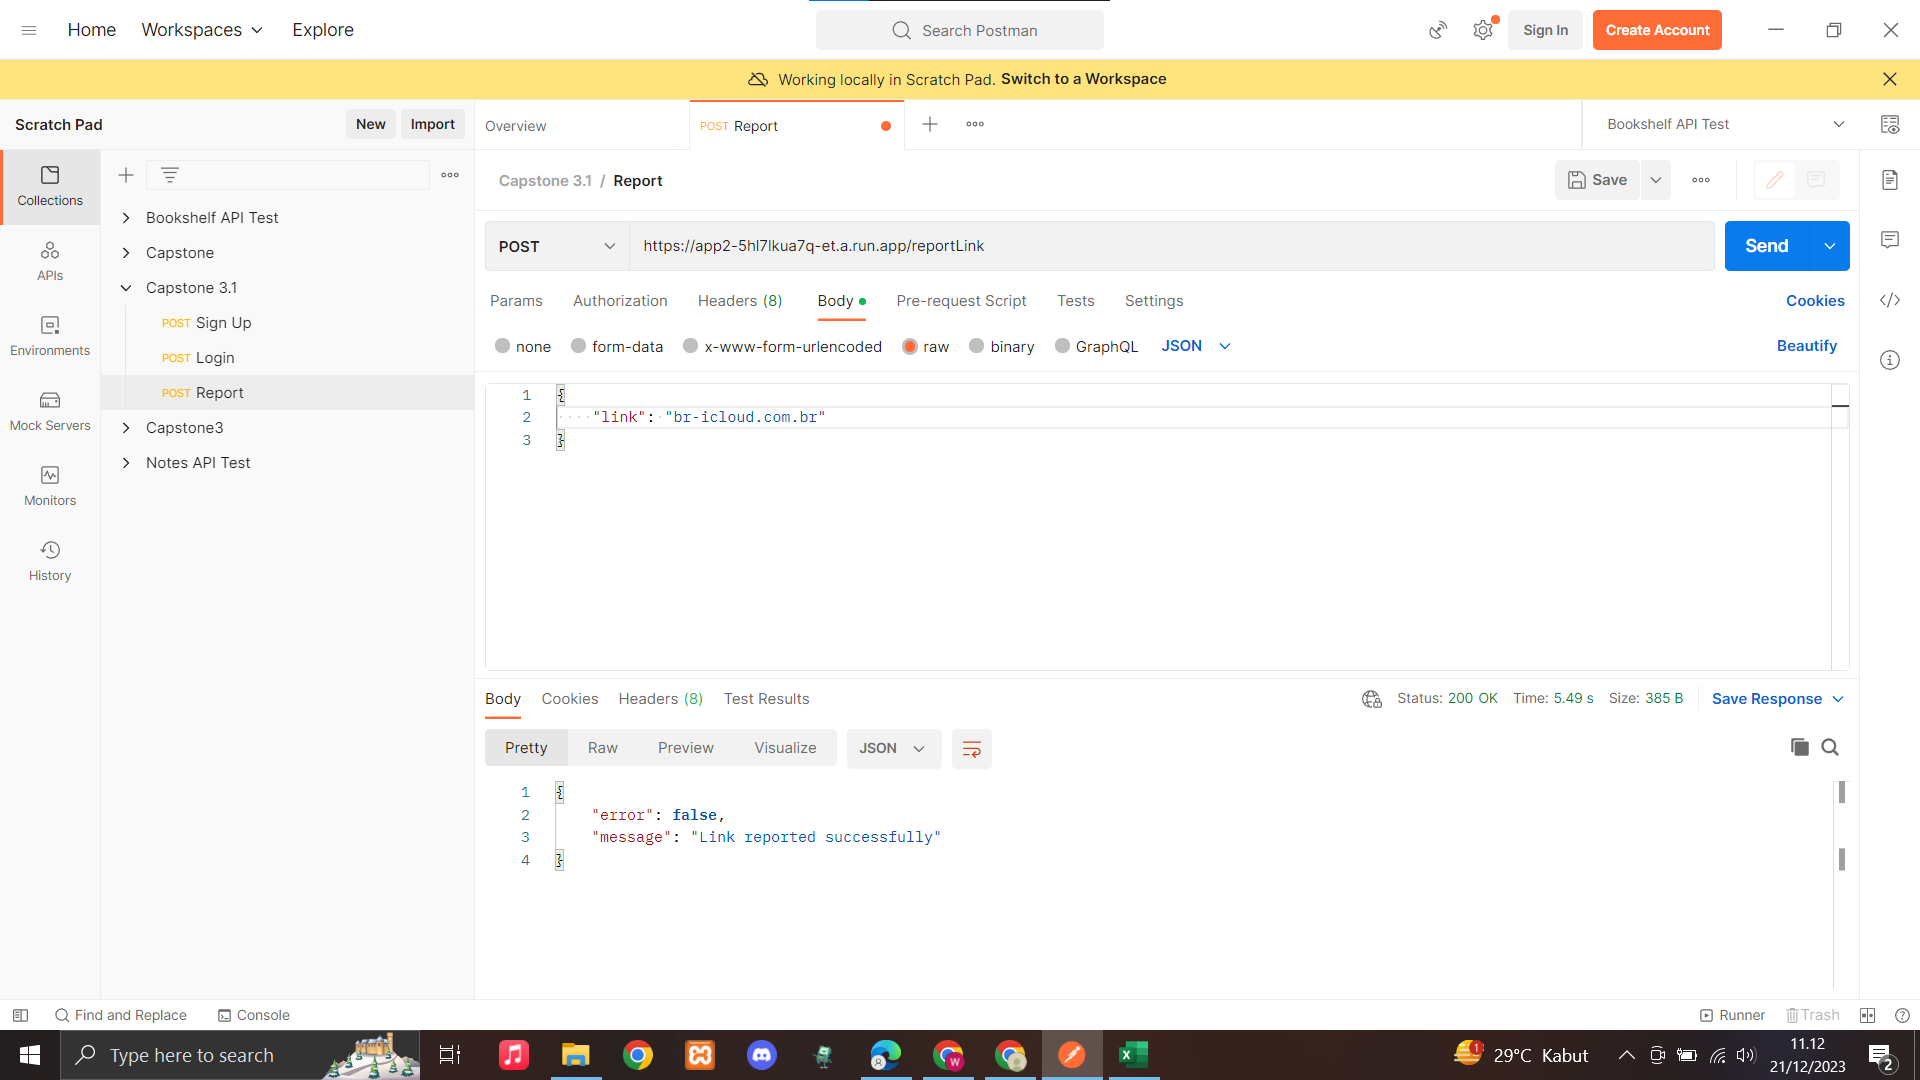 Home Workspaces Explore
Search Postman
Sign In
Create Account
Working locally in Scratch Pad. Switch to a Workspace
Scratch Pad
New
Import
Overview
POST Report
Bookshelf API Test
Collections
APIs
Environments
Mock Servers
Monitors
History
Bookshelf API Test
Capstone
Capstone 3.1
POST Sign Up
POST Login
POST Report
Capstone3
Notes API Test
Capstone 3.1 / Report
Save
POST
https://app2-5hl7lkua7q-et.a.run.app/reportLink
Send
Params Authorization Headers (8) Body Pre-request Script Tests Settings
Cookies
none form-data x-www-form-urlencoded raw binary GraphQL JSON
Beautify
1 {
2 "link": "br-icloud.com.br"
3 }
Body Cookies Headers (8) Test Results
Status: 200 OK Time: 5.49 s Size: 385 B
Save Response
Pretty Raw Preview Visualize JSON
1 {
2 "error": false,
3 "message": "Link reported successfully"
4 }
Find and Replace
Console
Runner
Trash
Type here to search
1
29°C Kabut
11.12
21/12/2023
2